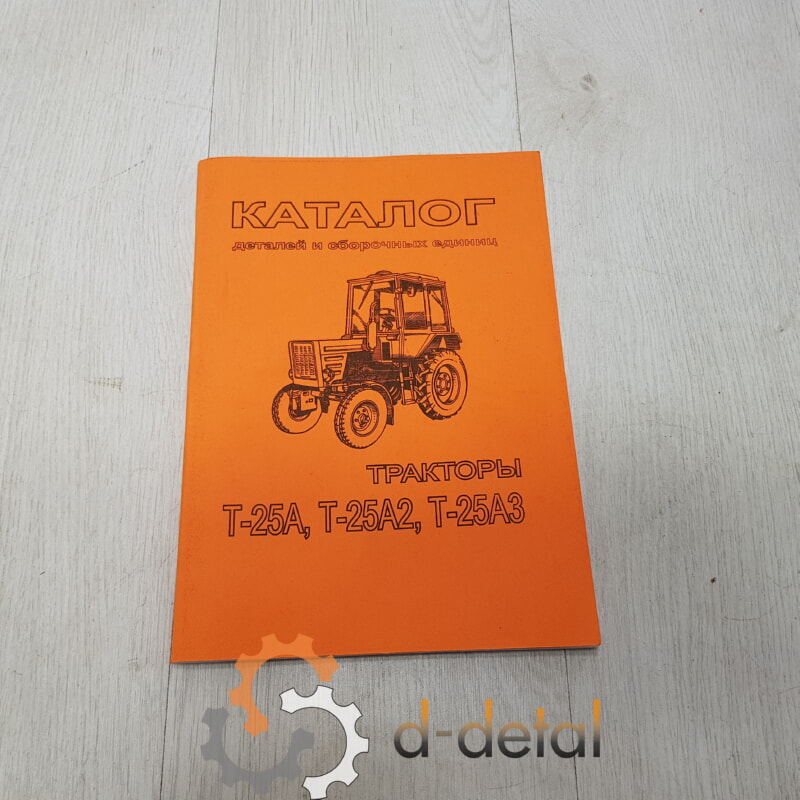 КАТАЛОГ
деталей и сборочных единиц
ТРАКТОРЫ
Т-25А, Т-25А2, Т-25А3
d-detal